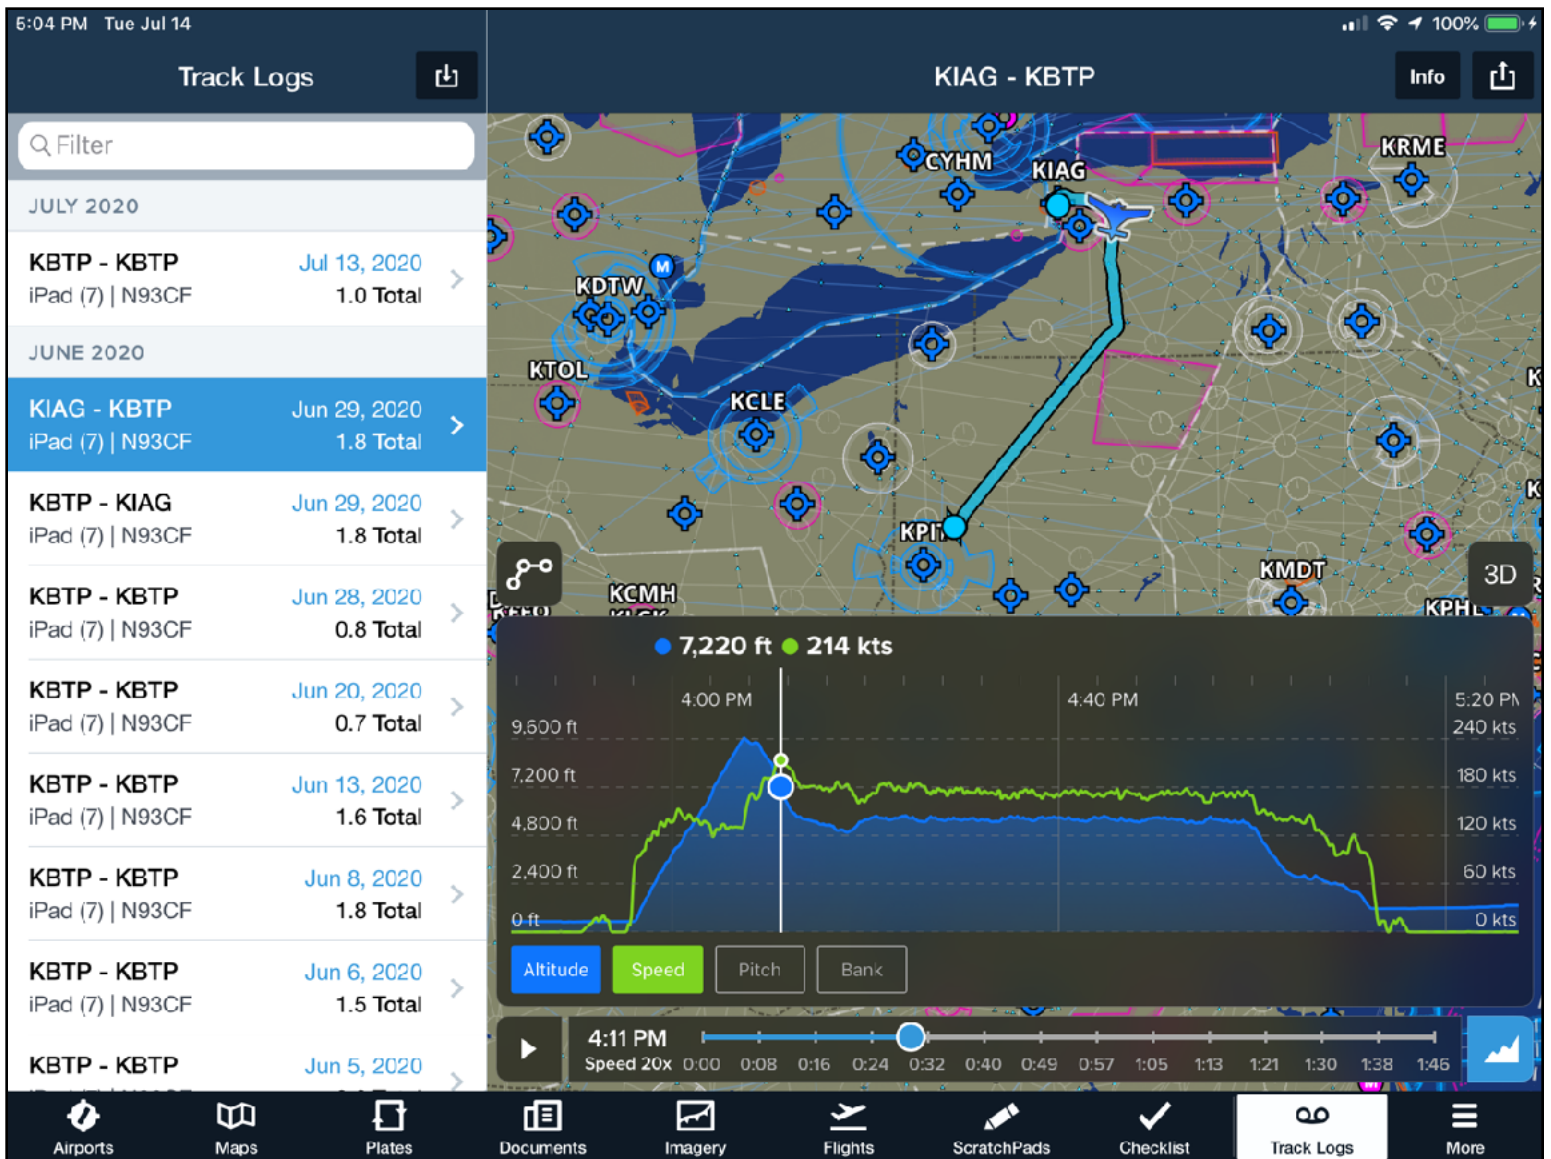 5:04 PM Tue Jul 14
100%
Track Logs
KIAG - KBTP
Info
Filter
JULY 2020
KBTP - KBTP Jul 13, 2020
iPad (7) | N93CF 1.0 Total
JUNE 2020
KIAG - KBTP Jun 29, 2020
iPad (7) | N93CF 1.8 Total
KBTP - KIAG Jun 29, 2020
iPad (7) | N93CF 1.8 Total
KBTP - KBTP Jun 28, 2020
iPad (7) | N93CF 0.8 Total
KBTP - KBTP Jun 20, 2020
iPad (7) | N93CF 0.7 Total
KBTP - KBTP Jun 13, 2020
iPad (7) | N93CF 1.6 Total
KBTP - KBTP Jun 8, 2020
iPad (7) | N93CF 1.8 Total
KBTP - KBTP Jun 6, 2020
iPad (7) | N93CF 1.5 Total
KBTP - KBTP Jun 5, 2020
KRME
CYHM
KIAG
M
KDTW
KTOL
KCLE
KPIT
KMDT
3D
KCMH
KPHL
7,220 ft 214 kts
4:00 PM 4:40 PM 5:20 PM
9,600 ft 240 kts
7,200 ft 180 kts
4,800 ft 120 kts
2,400 ft 60 kts
0 ft 0 kts
Altitude Speed Pitch Bank
4:11 PM
Speed 20x 0:00 0:08 0:16 0:24 0:32 0:40 0:49 0:57 1:05 1:13 1:21 1:30 1:38 1:46
Airports Maps Plates Documents Imagery Flights ScratchPads Checklist Track Logs More